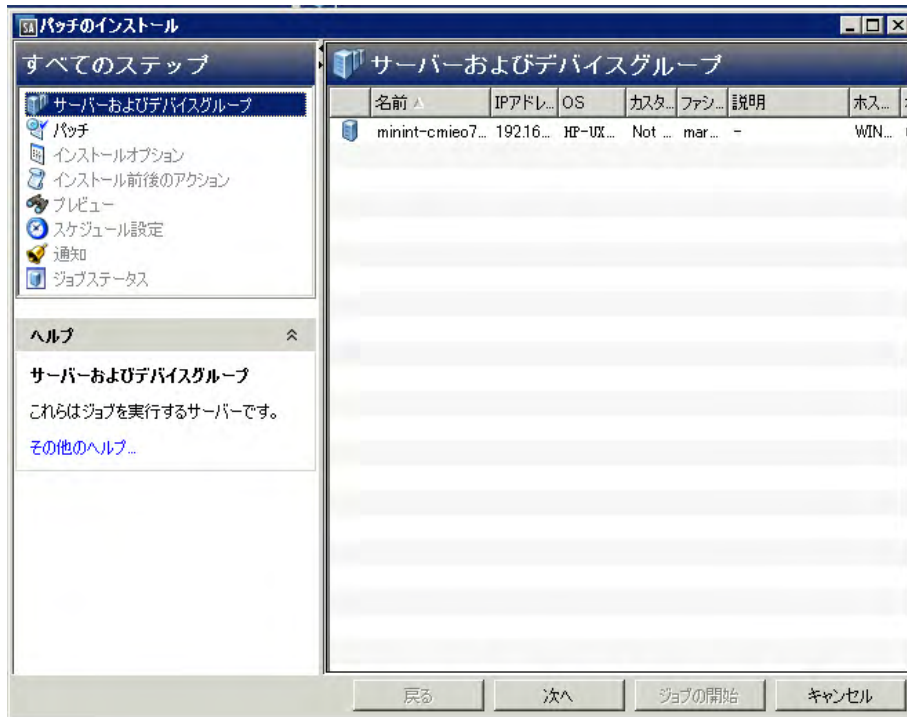 SA パッチのインストール
すべてのステップ
サーバーおよびデバイスグループ
パッチ
インストールオプション
インストール前後のアクション
プレビュー
スケジュール設定
通知
ジョブステータス
ヘルプ
サーバーおよびデバイスグループ
これらはジョブを実行するサーバーです。
その他のヘルプ...
サーバーおよびデバイスグループ
名前 IPアドレ... OS カスタ... ファシ... 説明 ホス...
minint-cmieo7... 192.16... HP-UX... Not ... mar... - WIN...
戻る 次へ ジョブの開始 キャンセル